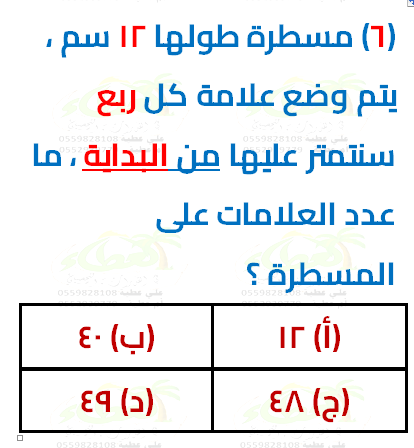 (٦) مسطرة طولها ١٢ سم ،
يتم وضع علامة كل ربع
سنتمتر عليها من البداية ، ما
عدد العلامات على
المسطرة ؟
(أ) ١٢
(ب) ٤٠
(ج) ٤٨
(د) ٤٩